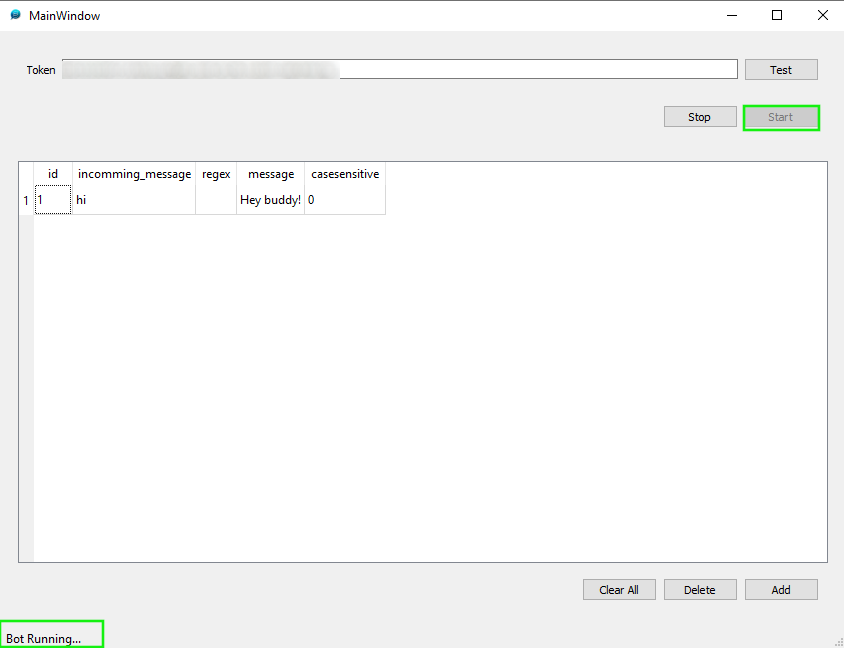 MainWindow
Token Test
Stop Start
id incomming_message regex message casesensitive
1 1 hi Hey buddy! 0
Clear All Delete Add
Bot Running...